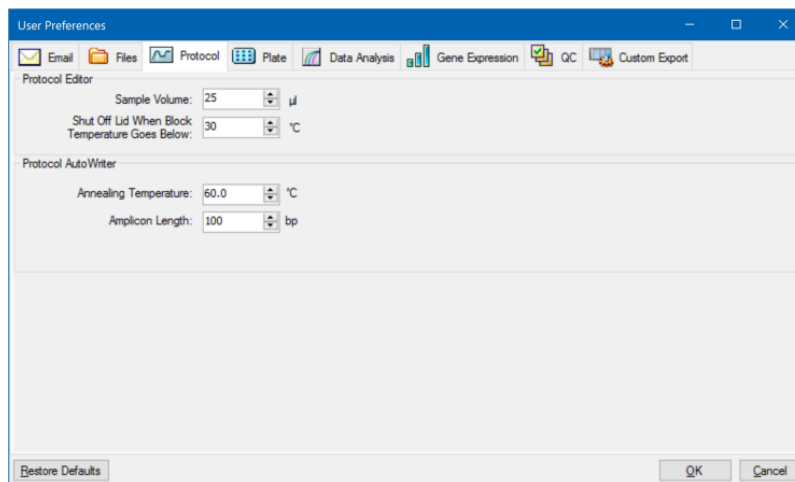 User Preferences
Email Files Protocol Plate Data Analysis Gene Expression QC Custom Export
Protocol Editor
Sample Volume: 25 µl
Shut Off Lid When Block
Temperature Goes Below: 30 °C
Protocol AutoWriter
Annealing Temperature: 60.0 °C
Amplicon Length: 100 bp
Restore Defaults OK Cancel